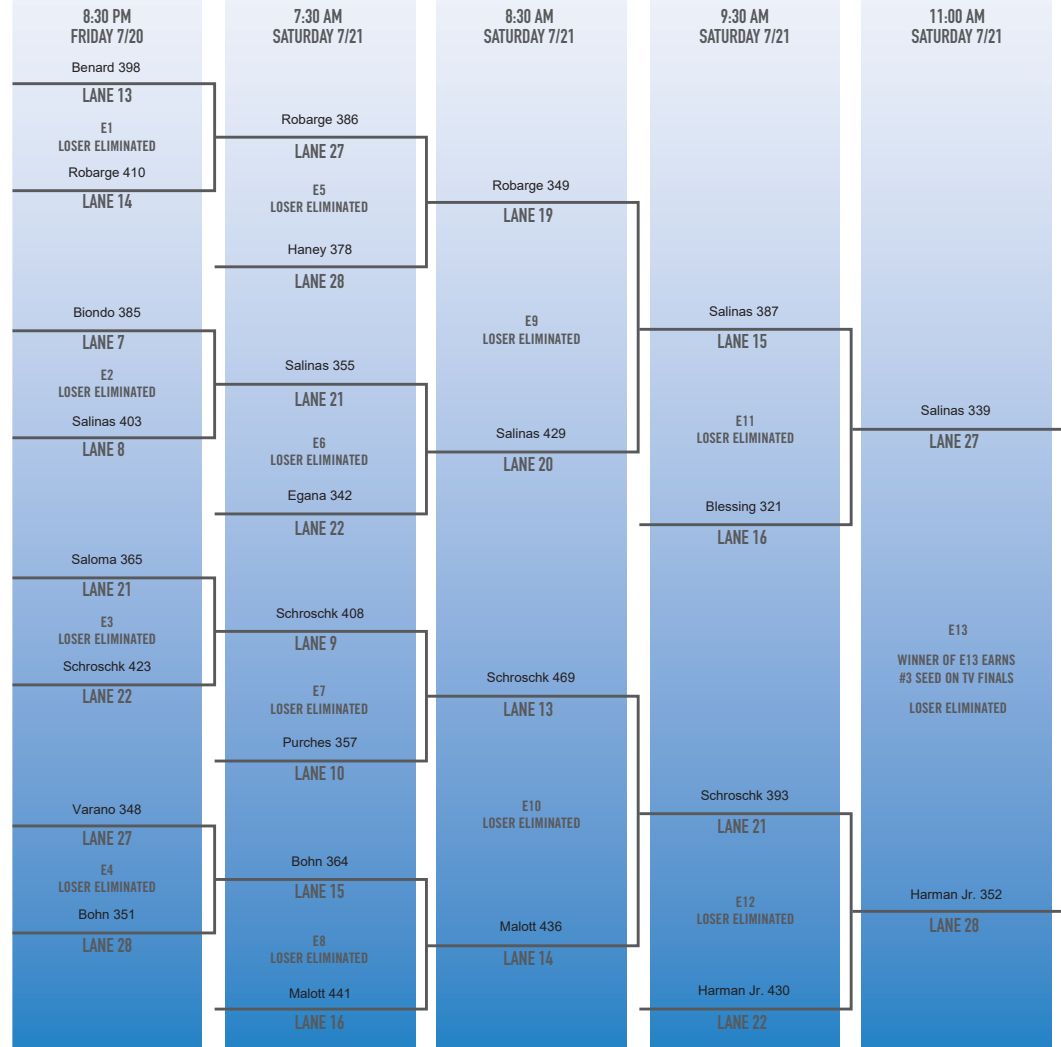 8:30 PM
FRIDAY 7/20
Benard 398
LANE 13
E1
LOSER ELIMINATED
Robarge 410
LANE 14
Biondo 385
LANE 7
E2
LOSER ELIMINATED
Salinas 403
LANE 8
Saloma 365
LANE 21
E3
LOSER ELIMINATED
Schroschk 423
LANE 22
Varano 348
LANE 27
E4
LOSER ELIMINATED
Bohn 351
LANE 28
7:30 AM
SATURDAY 7/21
Robarge 386
LANE 27
E5
LOSER ELIMINATED
Haney 378
LANE 28
Salinas 355
LANE 21
E6
LOSER ELIMINATED
Egana 342
LANE 22
Schroschk 408
LANE 9
E7
LOSER ELIMINATED
Purches 357
LANE 10
Bohn 364
LANE 15
E8
LOSER ELIMINATED
Malott 441
LANE 16
8:30 AM
SATURDAY 7/21
Robarge 349
LANE 19
E9
LOSER ELIMINATED
Salinas 429
LANE 20
Schroschk 469
LANE 13
E10
LOSER ELIMINATED
Malott 436
LANE 14
9:30 AM
SATURDAY 7/21
Salinas 387
LANE 15
E11
LOSER ELIMINATED
Blessing 321
LANE 16
Schroschk 393
LANE 21
E12
LOSER ELIMINATED
Harman Jr. 430
LANE 22
11:00 AM
SATURDAY 7/21
Salinas 339
LANE 27
E13
WINNER OF E13 EARNS
#3 SEED ON TV FINALS
LOSER ELIMINATED
Harman Jr. 352
LANE 28